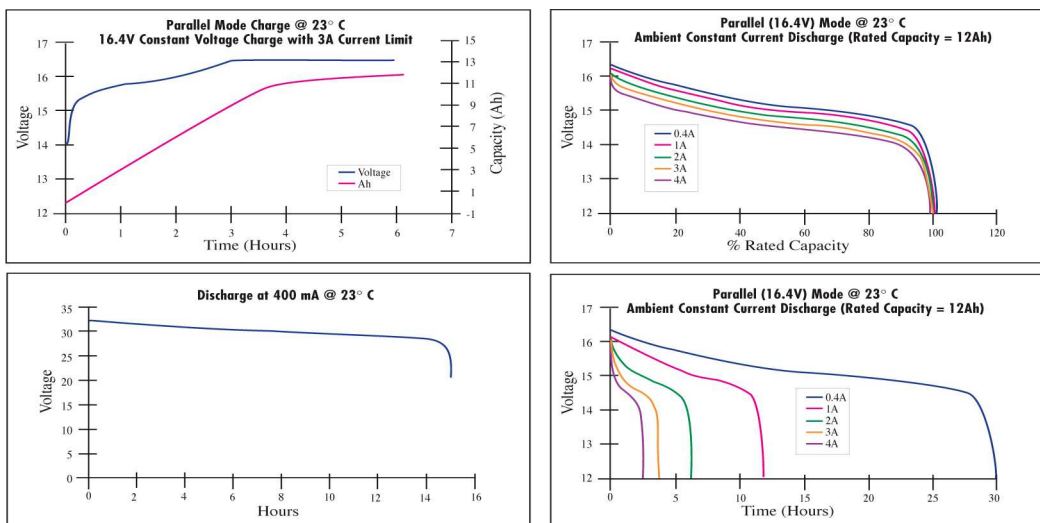 Parallel Mode Charge @ 23° C
16.4V Constant Voltage Charge with 3A Current Limit
17
16
15
14
13
12
Voltage
15
13
11
9
7
5
3
1
-1
Capacity (Ah)
Voltage
Ah
0
1
2
3
4
5
6
7
Time (Hours)
Parallel (16.4V) Mode @ 23° C
Ambient Constant Current Discharge (Rated Capacity = 12Ah)
17
16
15
14
13
12
Voltage
0.4A
1A
2A
3A
4A
0
20
40
60
80
100
120
% Rated Capacity
Discharge at 400 mA @ 23° C
35
30
25
20
15
35
30
5
0
Voltage
0
2
4
6
8
10
12
14
16
Hours
Parallel (16.4V) Mode @ 23° C
Ambient Constant Current Discharge (Rated Capacity = 12Ah)
17
16
15
14
13
12
Voltage
0.4A
1A
2A
3A
4A
0
5
10
15
20
25
30
Time (Hours)